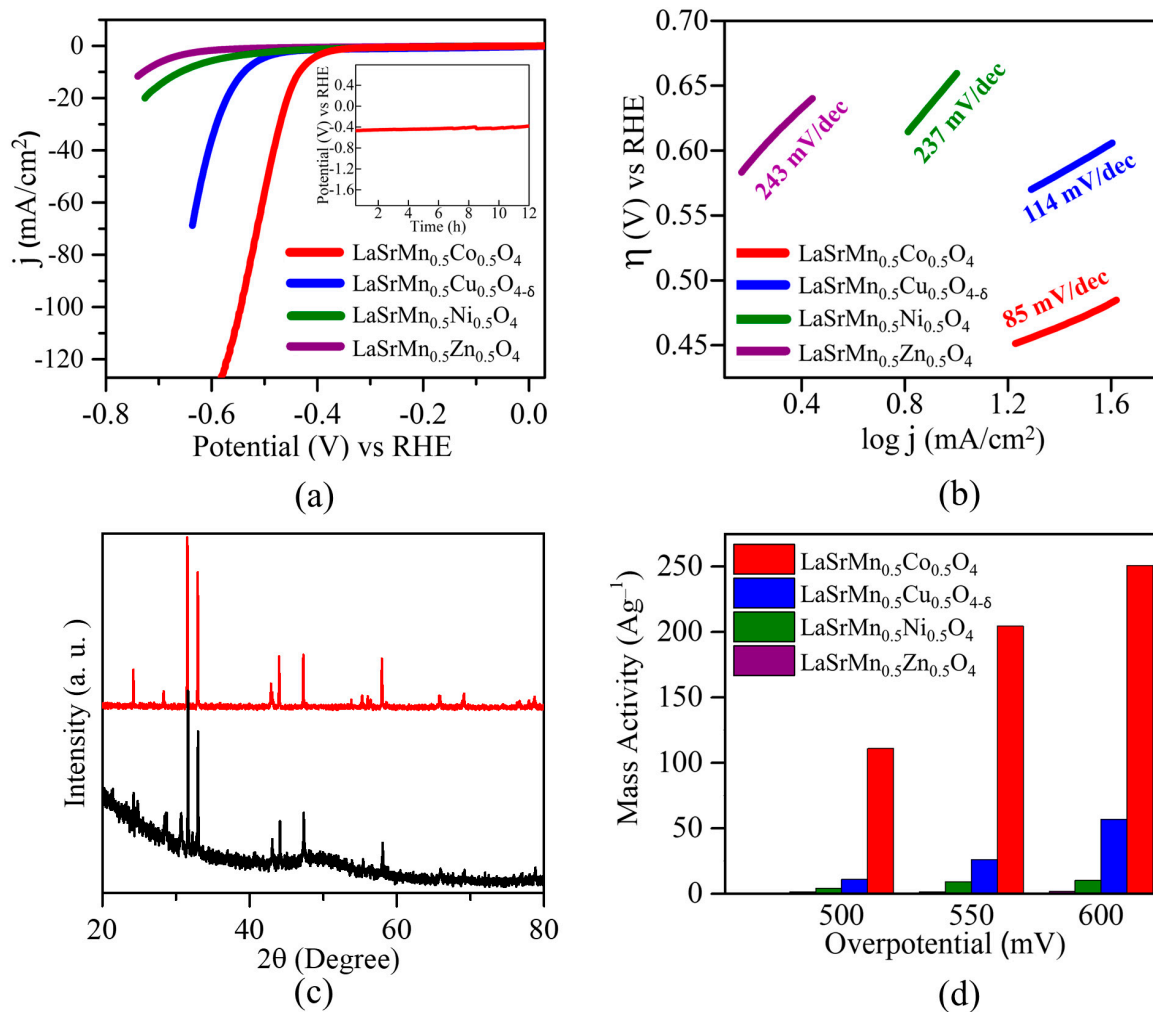 0
-20
-40
-60
-80
-100
-120
j (mA/cm²)
-0.8
-0.6
-0.4
-0.2
0.0
Potential (V) vs RHE
0.4
0.0
-0.4
-0.8
-1.2
1.6
Potential (V) vs RHE
2
4
6
8
10
12
Time (h)
LaSrMn₀.₅Co₀.₅O₄
LaSrMn₀.₅Cu₀.₅O₄₋δ
LaSrMn₀.₅Ni₀.₅O₄
LaSrMn₀.₅Zn₀.₅O₄
(a)
0.65
0.60
0.55
0.50
0.45
η (V) vs RHE
243 mV/dec
237 mV/dec
114 mV/dec
85 mV/dec
LaSrMn₀.₅Co₀.₅O₄
LaSrMn₀.₅Cu₀.₅O₄₋δ
LaSrMn₀.₅Ni₀.₅O₄
LaSrMn₀.₅Zn₀.₅O₄
0.4
0.8
1.2
1.6
log j (mA/cm²)
(b)
Intensity (a. u.)
20
40
60
80
2θ (Degree)
(c)
250
200
150
100
50
0
Mass Activity (Ag⁻¹)
LaSrMn₀.₅Co₀.₅O₄
LaSrMn₀.₅Cu₀.₅O₄₋δ
LaSrMn₀.₅Ni₀.₅O₄
LaSrMn₀.₅Zn₀.₅O₄
500
550
600
Overpotential (mV)
(d)